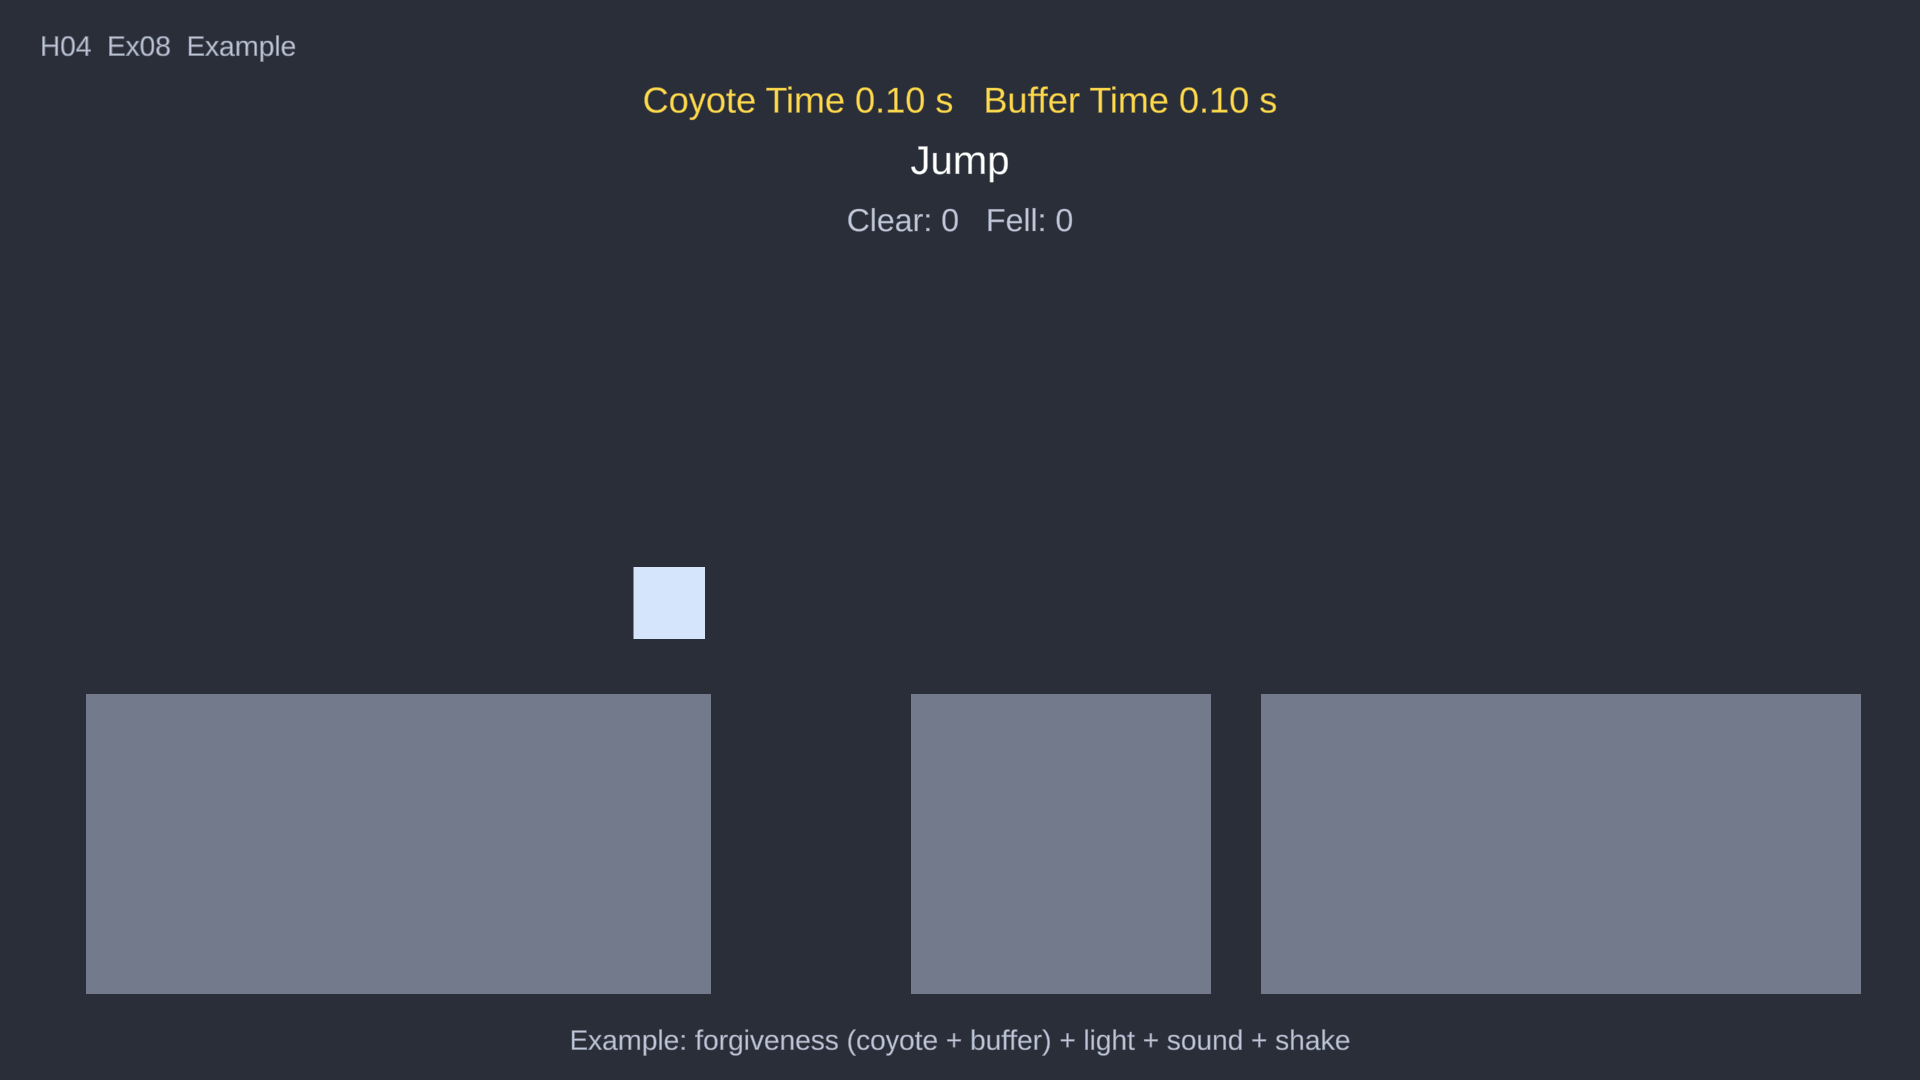 H04  Ex08  Example
Coyote Time 0.10 s   Buffer Time 0.10 s
Jump
Clear: 0   Fell: 0
Example: forgiveness (coyote + buffer) + light + sound + shake